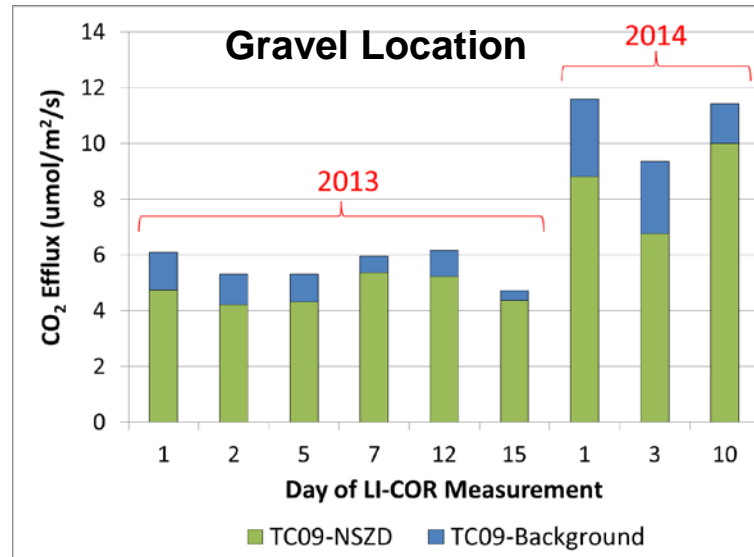 Gravel Location
2014
2013
CO₂ Efflux (umol/m²/s)
14
12
10
8
6
4
2
0
1 2 5 7 12 15 1 3 10
Day of LI-COR Measurement
TC09-NSZD TC09-Background